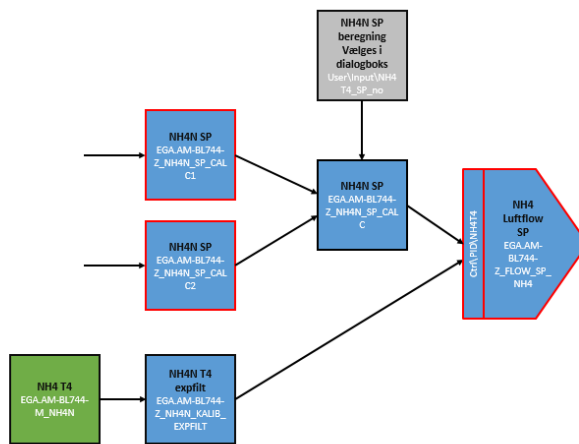 NH4N SP
beregning
Vælges i
dialogboks
User\Input\NH4
T4_SP_no
NH4N SP
EGA.AM-BL744-
Z_NH4N_SP_CAL
C1
NH4N SP
EGA.AM-BL744-
Z_NH4N_SP_CAL
C
NH4N SP
EGA.AM-BL744-
Z_NH4N_SP_CAL
C2
Ctrl\PID\NH4T4
NH4
Luftflow
SP
EGA.AM-
BL744-
Z_FLOW_SP_
NH4
NH4 T4
EGA.AM-BL744-
M_NH4N
NH4N T4
expfilt
EGA.AM-BL744-
Z_NH4N_KALIB_
EXPFILT